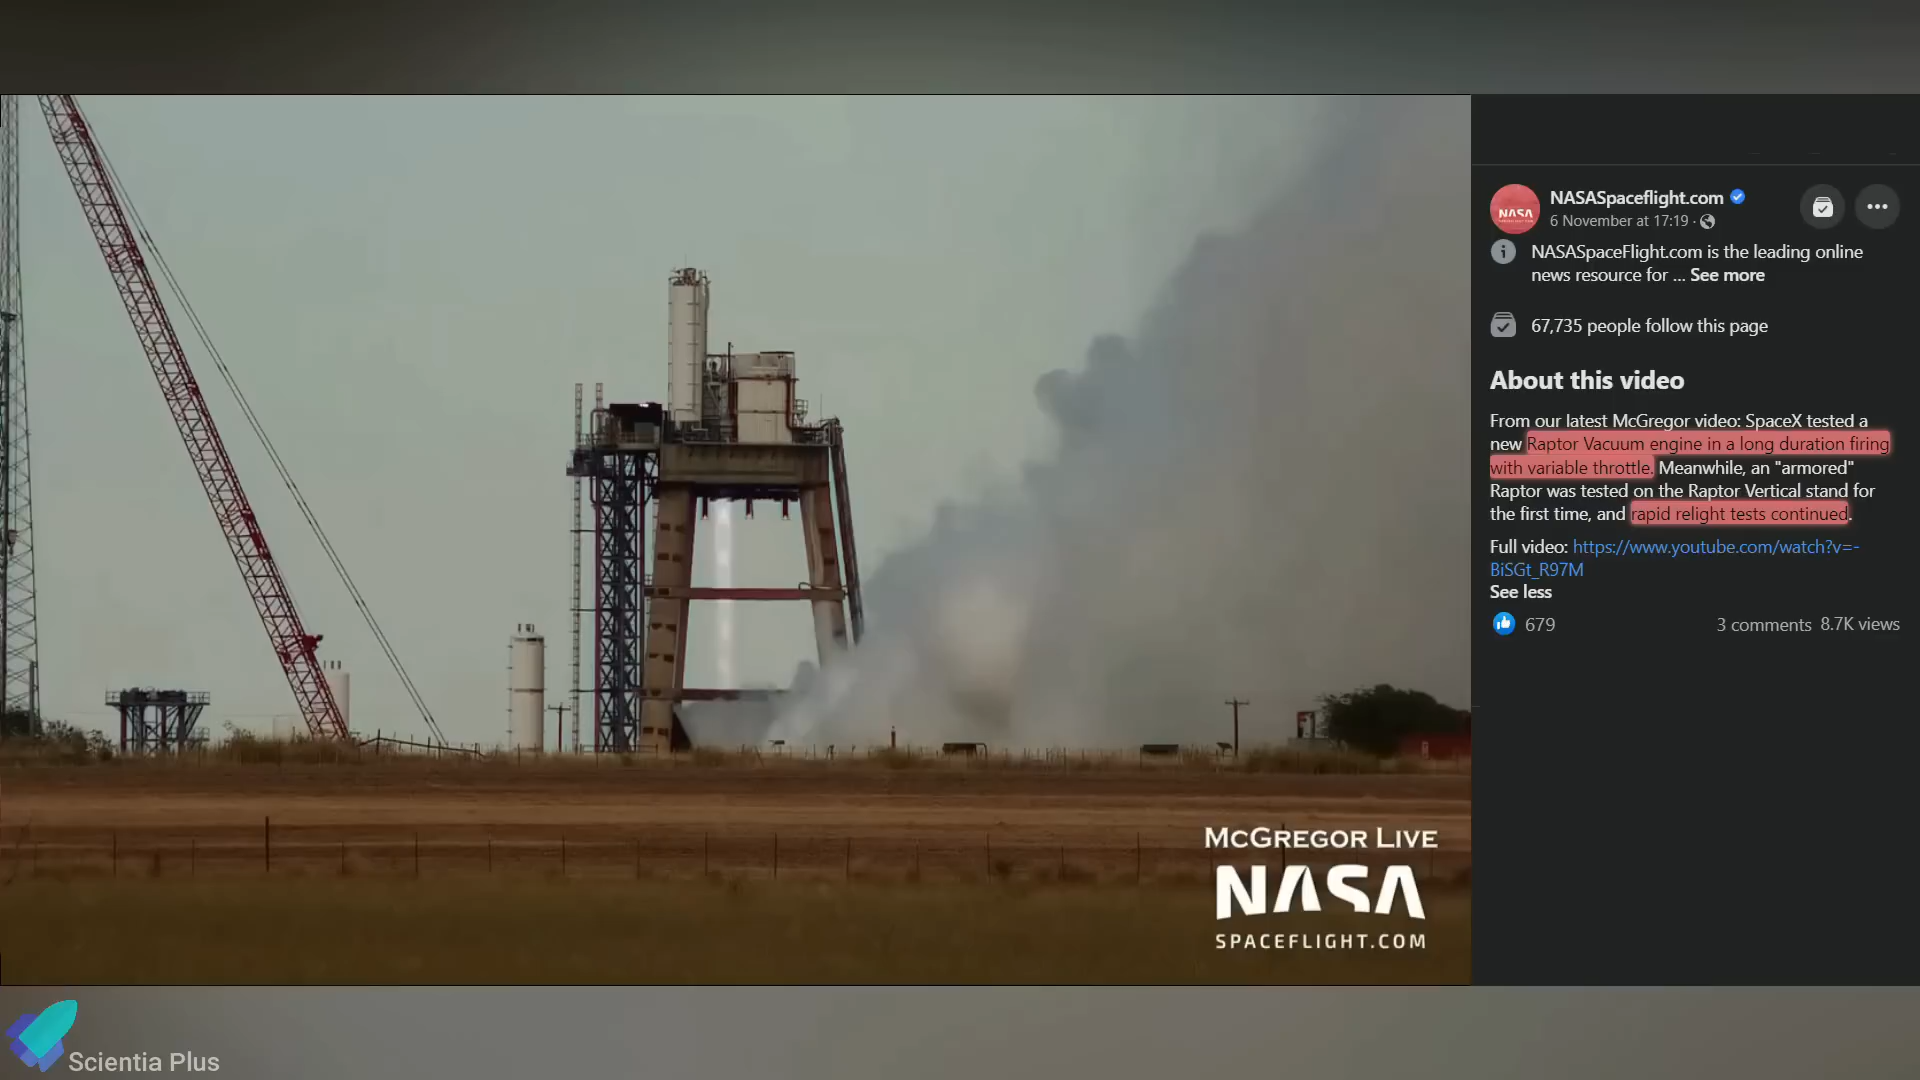 NASA
NASASpaceflight.com
6 November at 17:19 ·
NASASpaceFlight.com is the leading online
news resource for ... See more
67,735 people follow this page
About this video
From our latest McGregor video: SpaceX tested a
new Raptor Vacuum engine in a long duration firing
with variable throttle. Meanwhile, an "armored"
Raptor was tested on the Raptor Vertical stand for
the first time, and rapid relight tests continued.
Full video: https://www.youtube.com/watch?v=-
BiSGt_R97M
See less
679
3 comments 8.7K views
McGregor Live
NASA
SPACEFLIGHT.COM
Scientia Plus